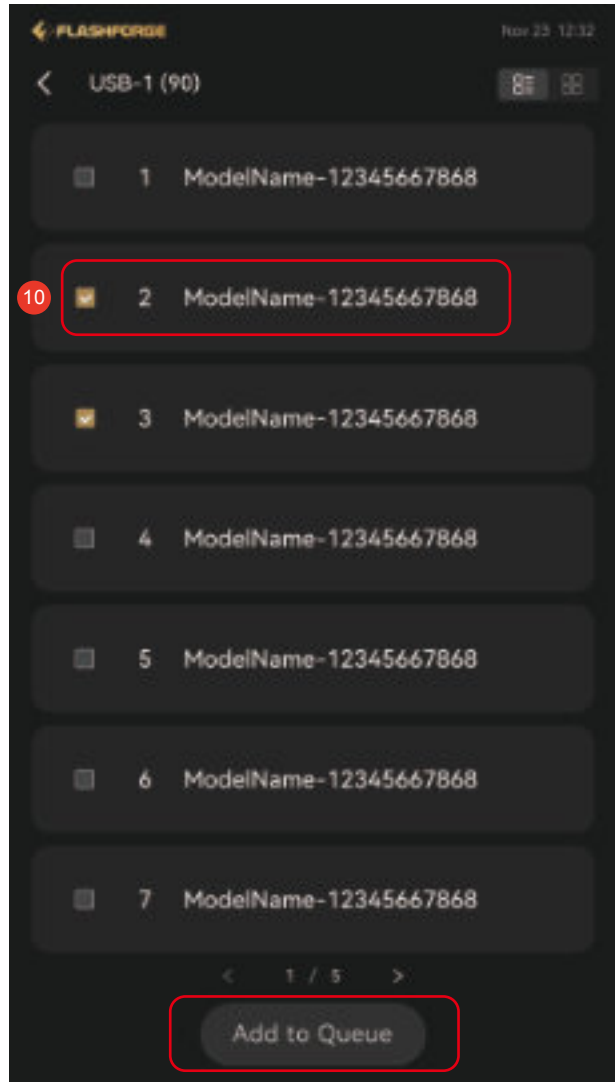 FLASHFORGE
Nov 23 12:32
< USB-1 (90)
1 ModelName-12345667868
10
2 ModelName-12345667868
3 ModelName-12345667868
4 ModelName-12345667868
5 ModelName-12345667868
6 ModelName-12345667868
7 ModelName-12345667868
< 1 / 5 >
Add to Queue